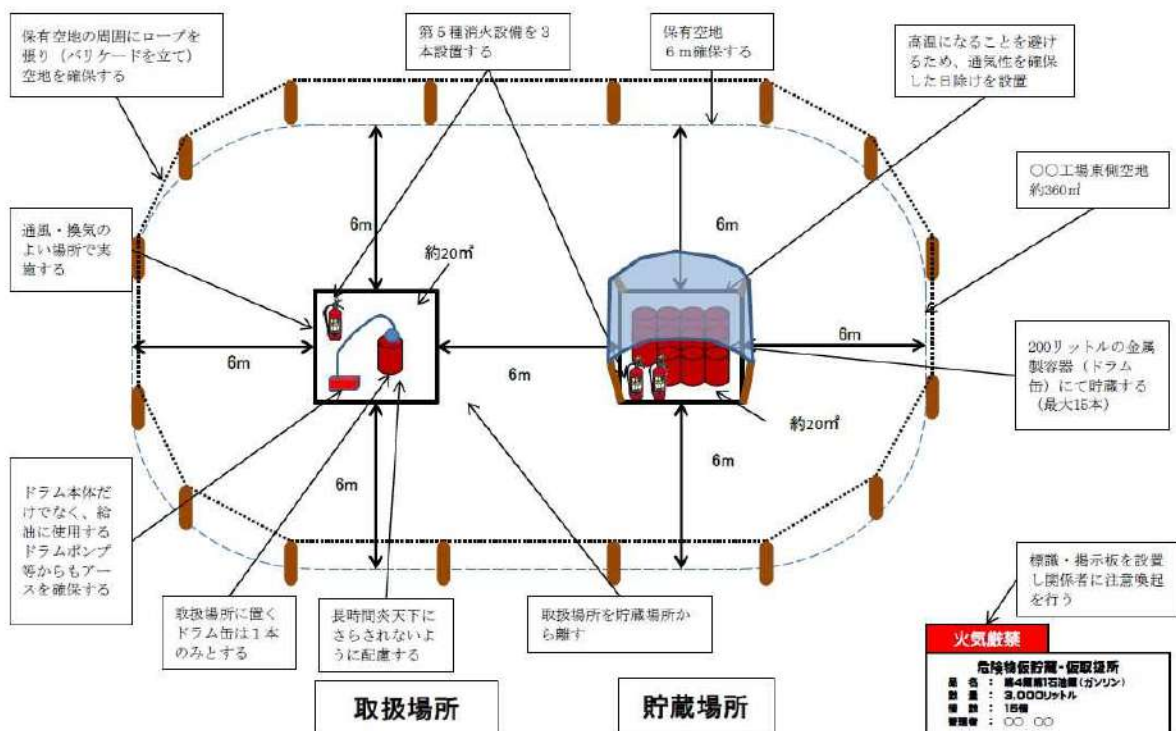 保有空地の周囲にロープを
張り（バリケードを立て）
空地を確保する
第５種消火設備を３
本設置する
保有空地
６ｍ確保する
高温になることを避け
るため、通気性を確保
した日除けを設置
〇〇工場東側空地
約360㎡
通風・換気の
よい場所で実
施する
6m
6m
約20㎡
6m
6m
6m
200リットルの金属
製容器（ドラム
缶）にて貯蔵する
（最大15本）
約20㎡
6m
6m
ドラム本体だ
けでなく、給
油に使用する
ドラムポンプ
等からもアー
スを確保する
取扱場所に置く
ドラム缶は１本
のみとする
長時間炎天下に
さらされないよ
うに配慮する
取扱場所を貯蔵場所か
ら離す
標識・掲示板を設置
し関係者に注意喚起
を行う
火気厳禁
危険物仮貯蔵・仮取扱所
品 名 ： 第4類第1石油類(ガソリン)
数 量 ： 3,000リットル
倍 数 ： 15倍
管理者 ： 〇〇 〇〇
取扱場所
貯蔵場所